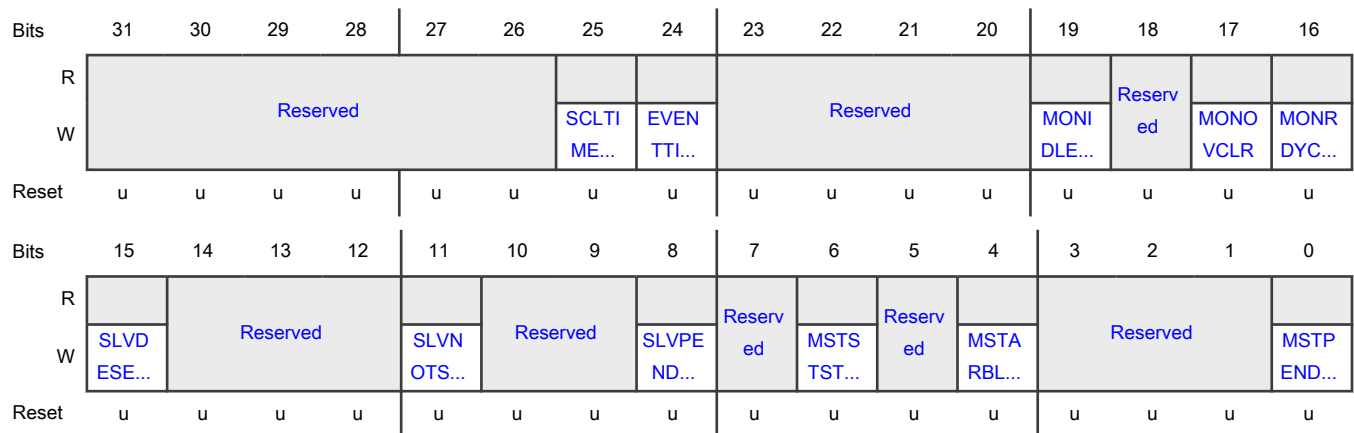 Bits 31 30 29 28 27 26 25 24 23 22 21 20 19 18 17 16
R
Reserved Reserved Reserv
W SCLTI EVEN MONI ed MONO MONR
ME... TTI... DLE... VCLR DYC...
Reset u u u u u u u u u u u u u u u u
Bits 15 14 13 12 11 10 9 8 7 6 5 4 3 2 1 0
R
Reserved Reserved Reserv Reserv Reserved
W SLVD SLVN SLVPE ed MSTS ed MSTA MSTP
ESE... OTS... ND... TST... RBL... END...
Reset u u u u u u u u u u u u u u u u